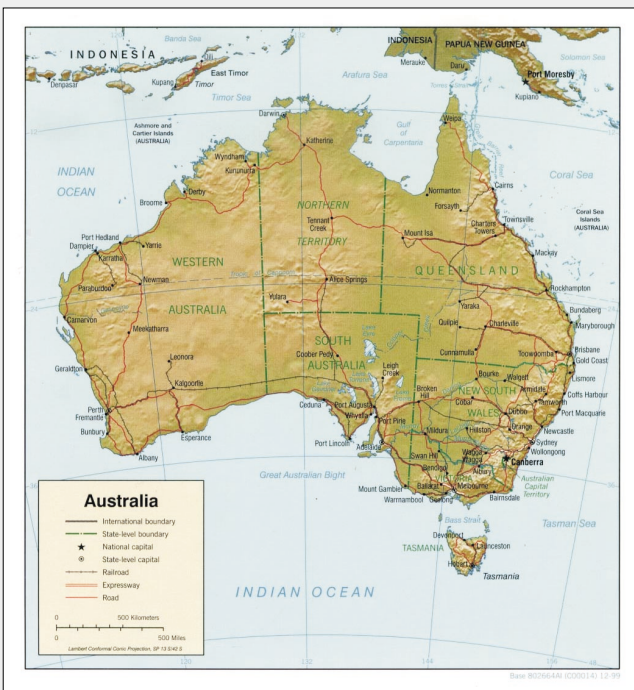 Banda Sea
INDONESIA
Denpasar
Kupang
Dili
East Timor
Timor
Timor Sea
INDONESIA
PAPUA NEW GUINEA
Merauke
Daru
Arafura Sea
Torres Strait
Solomon Sea
Port Moresby
Kupiano
Ashmore and
Cartier Islands
(AUSTRALIA)
Darwin
Katherine
Gulf
of
Carpentaria
Weipa
Coral Sea
Coral Sea
Islands
(AUSTRALIA)
INDIAN
OCEAN
Wyndham
Kununurra
Derby
Broome
Normanton
Cairns
Forsayth
Townsville
Charters
Towers
NORTHERN
TERRITORY
Tennant
Creek
Mount Isa
Mackay
Port Hedland
Dampier
Karratha
Yarrie
Paraburdoo
Newman
WESTERN
AUSTRALIA
Alice Springs
Yulara
QUEENSLAND
Rockhampton
Bundaberg
Maryborough
Yaraka
Quilpie
Charleville
Cunnamulla
Toowoomba
Brisbane
Gold Coast
Carnarvon
Meekatharra
Leonora
Geraldton
Kalgoorlie
SOUTH
AUSTRALIA
Coober Pedy
Leigh
Creek
Broken
Hill
Bourke
Walgett
Lismore
Coffs Harbour
Armidale
Tamworth
Port Macquarie
NEW SOUTH
WALES
Cobar
Dubbo
Orange
Newcastle
Sydney
Wollongong
Perth
Fremantle
Bunbury
Albany
Esperance
Ceduna
Port Augusta
Whyalla
Port Pirie
Port Lincoln
Adelaide
Mildura
Hillston
Wagga
Wagga
Canberra
Swan Hill
Albury
Bendigo
VICTORIA
Australian
Capital
Territory
Ballarat
Melbourne
Geelong
Bairnsdale
Mount Gambier
Warrnambool
Great Australian Bight
Bass Strait
Tasman Sea
Devonport
Launceston
TASMANIA
Hobart
Tasmania
INDIAN OCEAN
Australia
International boundary
State-level boundary
National capital
State-level capital
Railroad
Expressway
Road
0 500 Kilometers
0 500 Miles
Lambert Conformal Conic Projection, SP 13 S/42 S
Base 802664AI (C00014) 12-99